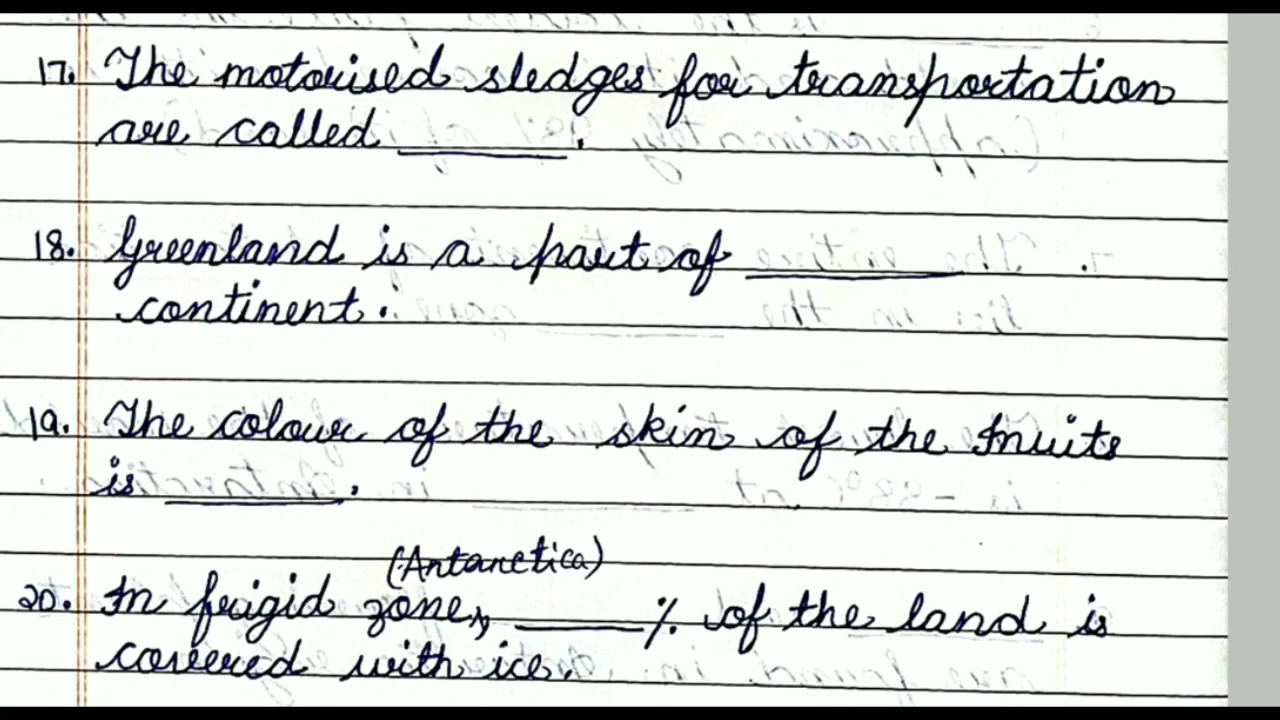 17. The motorised sledges for transportation
are called ______.
18. Greenland is a part of ______
continent.
19. The colour of the skin of the Inuits
is ______.
(Antarctica)
20. In frigid zone, ______% of the land is
covered with ice.